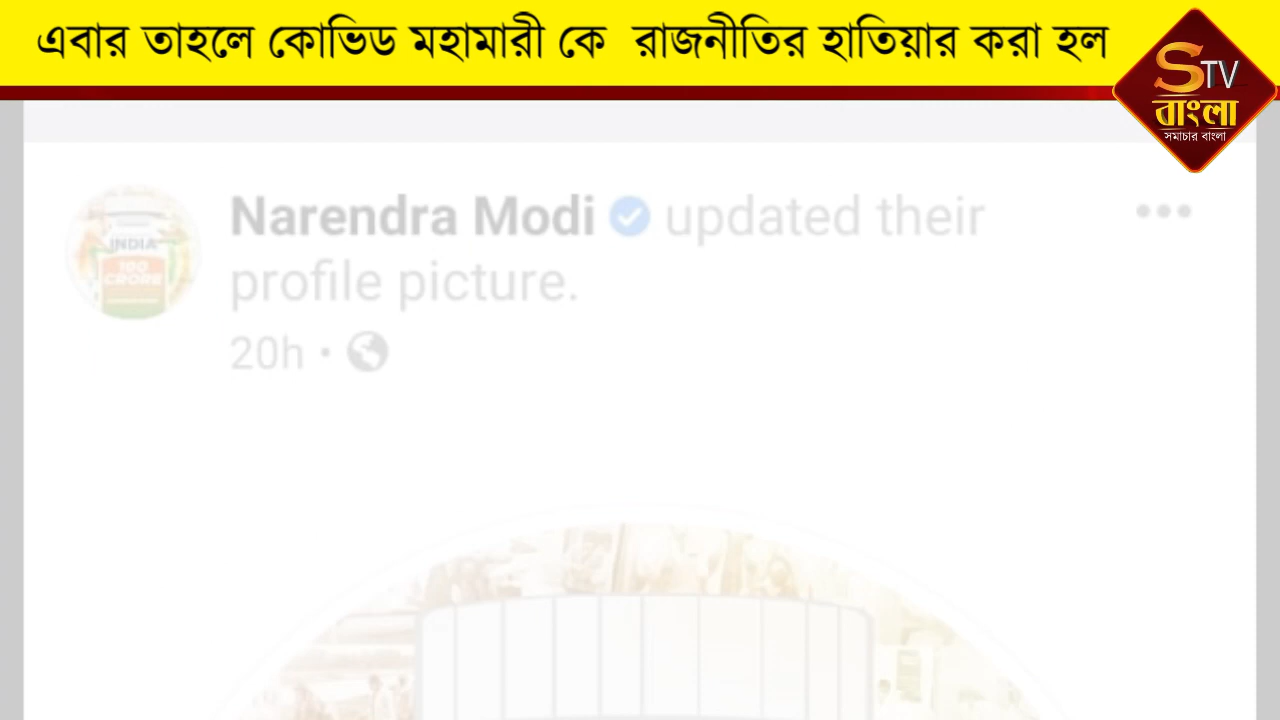 এবার তাহলে কোভিড মহামারী কে রাজনীতির হাতিয়ার করা হল
STV
বাংলা
সমাচার বাংলা
Narendra Modi updated their
profile picture.
20h •
INDIA
100
CRORE